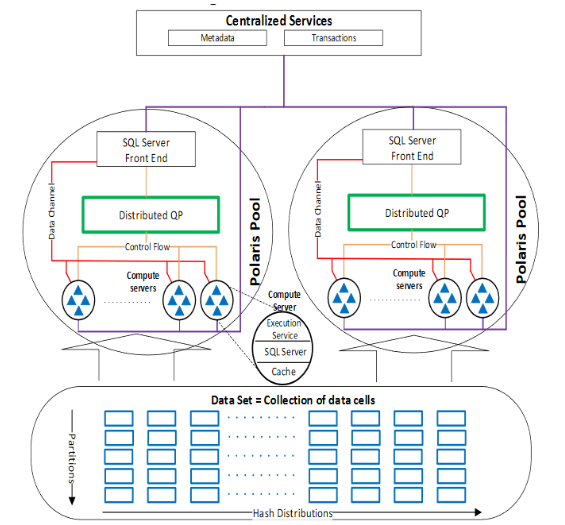 Centralized Services
Metadata
Transactions
SQL Server
Front End
Data Channel
Distributed QP
Control Flow
Compute
servers
Polaris Pool
SQL Server
Front End
Data Channel
Distributed QP
Control Flow
Compute
servers
Polaris Pool
Compute
Server
Execution
Service
SQL Server
Cache
Data Set = Collection of data cells
Partitions
Hash Distributions